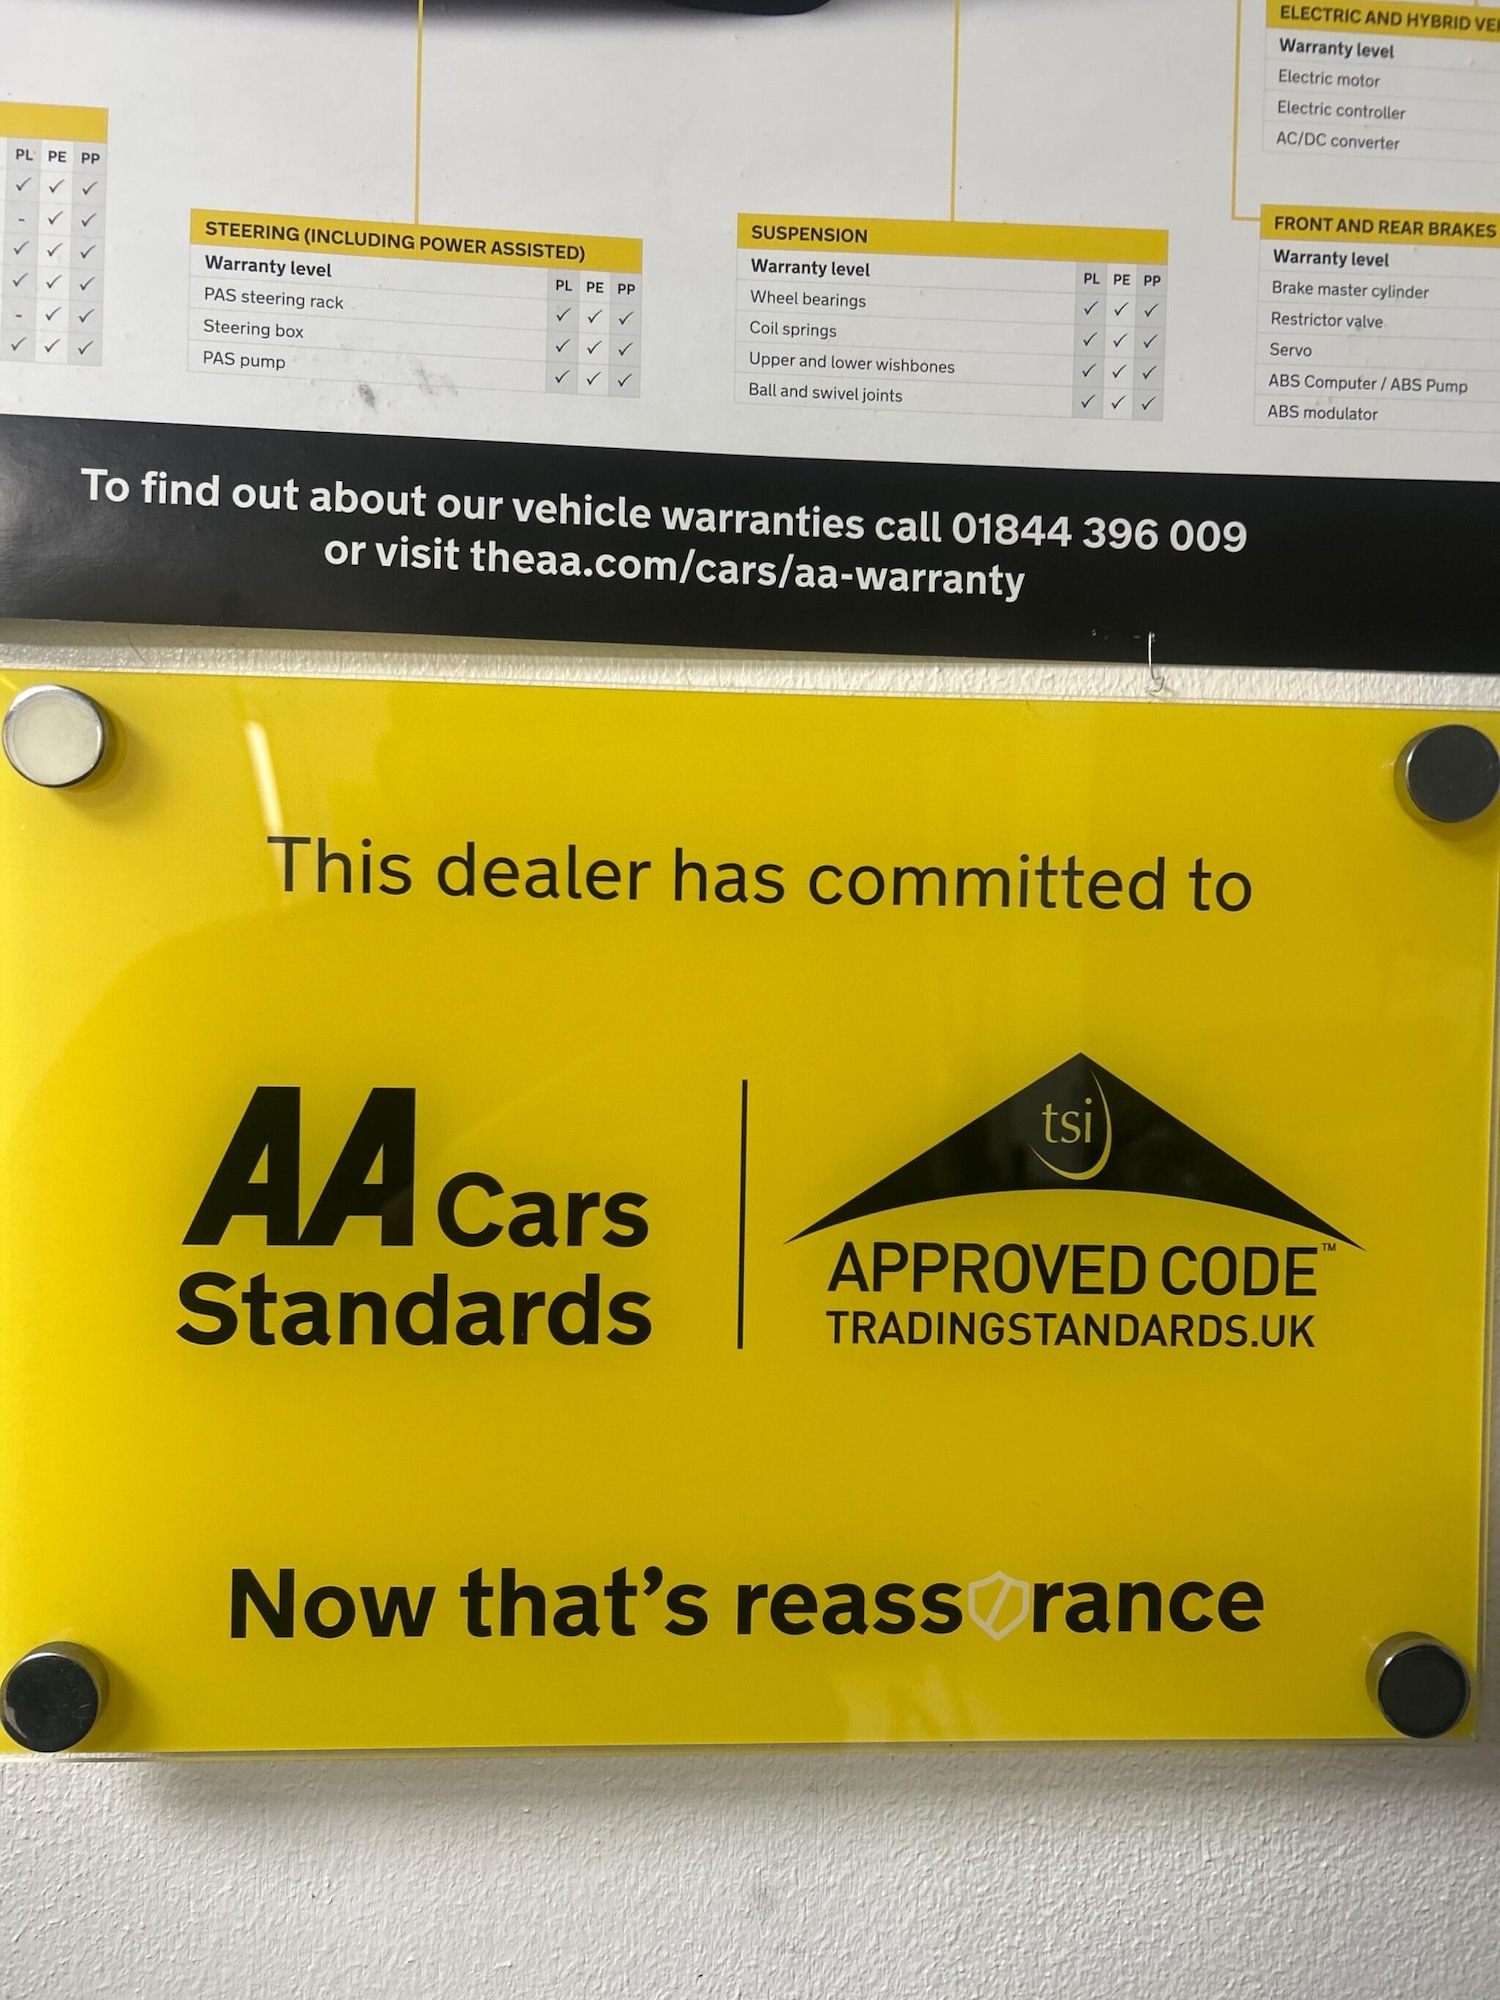 ELECTRIC AND HYBRID
Warranty level
Electric motor
Electric controller
AC/DC converter
PL PE PP
✓ ✓ ✓
- ✓ ✓
✓ ✓ ✓
✓ ✓ ✓
- ✓ ✓
✓ ✓ ✓
STEERING (INCLUDING POWER ASSISTED)
Warranty level PL PE PP
PAS steering rack ✓ ✓ ✓
Steering box ✓ ✓ ✓
PAS pump ✓ ✓ ✓
SUSPENSION
Warranty level PL PE PP
Wheel bearings ✓ ✓ ✓
Coil springs ✓ ✓ ✓
Upper and lower wishbones ✓ ✓ ✓
Ball and swivel joints ✓ ✓ ✓
FRONT AND REAR BRAKES
Warranty level
Brake master cylinder
Restrictor valve
Servo
ABS Computer / ABS Pump
ABS modulator
To find out about our vehicle warranties call 01844 396 009
or visit theaa.com/cars/aa-warranty
This dealer has committed to
AA Cars
Standards
tsi
APPROVED CODE™
TRADINGSTANDARDS.UK
Now that's reassurance